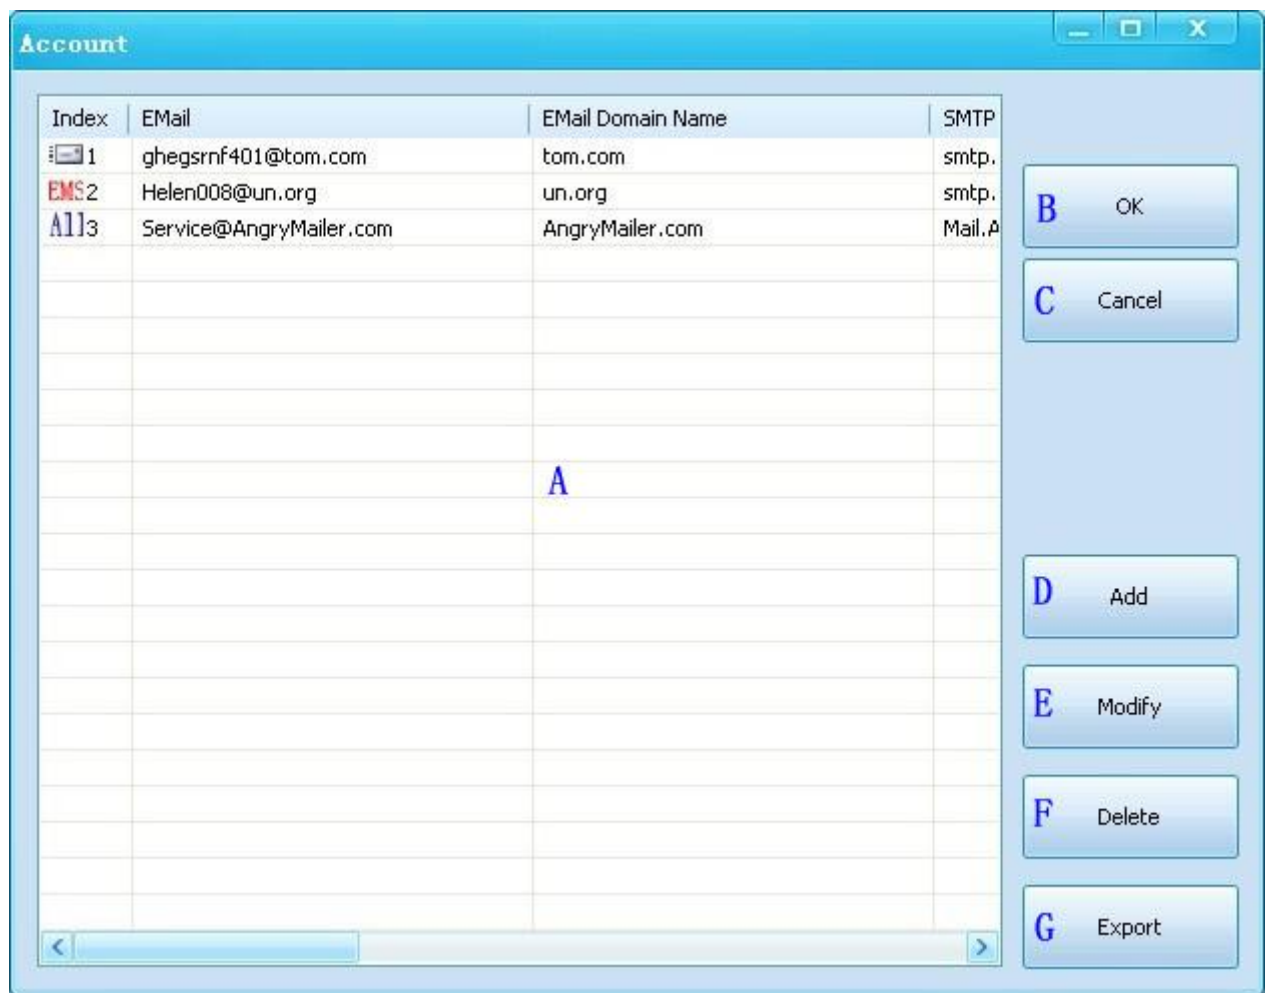 Account
Index EMail EMail Domain Name SMTP
1 ghegsrnf401@tom.com tom.com smtp.
EMS2 Helen008@un.org un.org smtp.
All3 Service@AngryMailer.com AngryMailer.com Mail.A
B OK
C Cancel
A
D Add
E Modify
F Delete
G Export